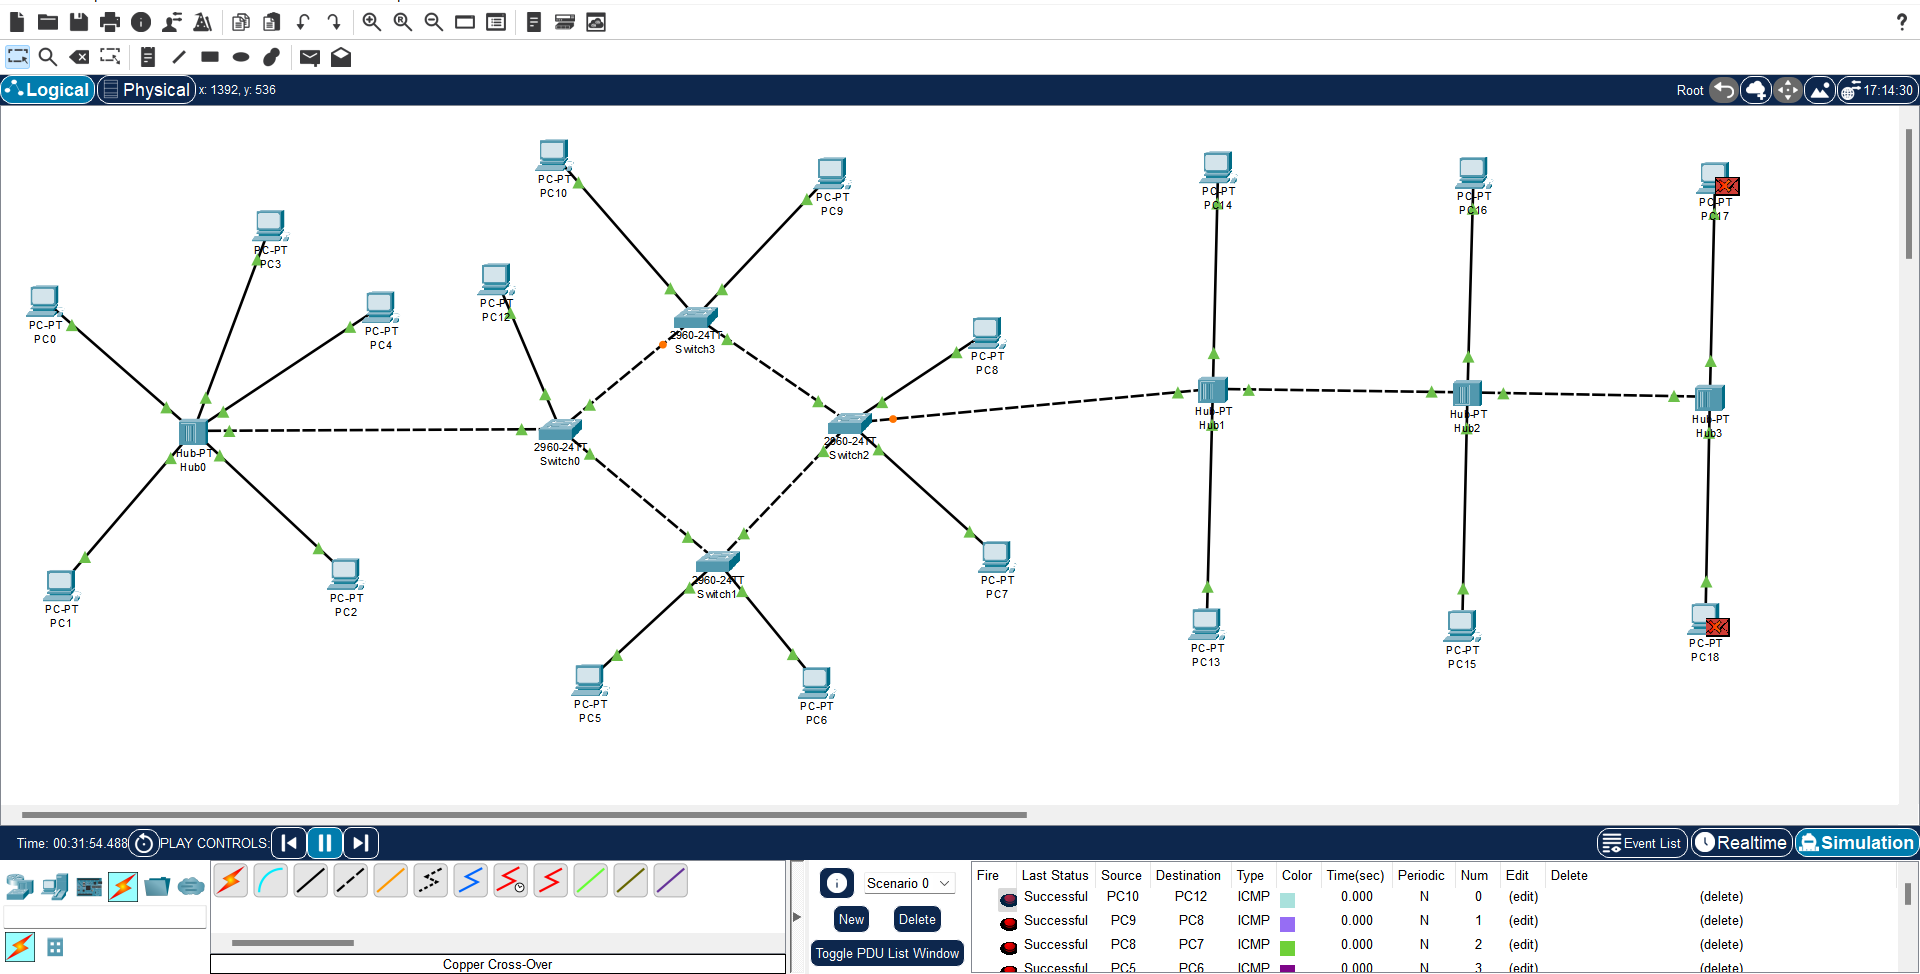 ?
Logical
Physical
x: 1392, y: 536
Root
17:14:30
PC-PT
PC10
PC-PT
PC9
PC-PT
PC14
PC-PT
PC16
PC-PT
PC17
PC-PT
PC3
PC-PT
PC12
PC-PT
PC0
PC-PT
PC4
2960-24TT
Switch3
PC-PT
PC8
Hub-PT
Hub0
2960-24TT
Switch0
2960-24TT
Switch2
Hub-PT
Hub1
Hub-PT
Hub2
Hub-PT
Hub3
PC-PT
PC1
PC-PT
PC2
2960-24TT
Switch1
PC-PT
PC7
PC-PT
PC5
PC-PT
PC6
PC-PT
PC13
PC-PT
PC15
PC-PT
PC18
Time: 00:31:54.488
PLAY CONTROLS:
Event List
Realtime
Simulation
Scenario 0
New
Delete
Toggle PDU List Window
Copper Cross-Over
Fire Last Status Source Destination Type Color Time(sec) Periodic Num Edit Delete
Successful PC10 PC12 ICMP 0.000 N 0 (edit) (delete)
Successful PC9 PC8 ICMP 0.000 N 1 (edit) (delete)
Successful PC8 PC7 ICMP 0.000 N 2 (edit) (delete)
Successful PC5 PC6 ICMP 0.000 N 3 (edit) (delete)